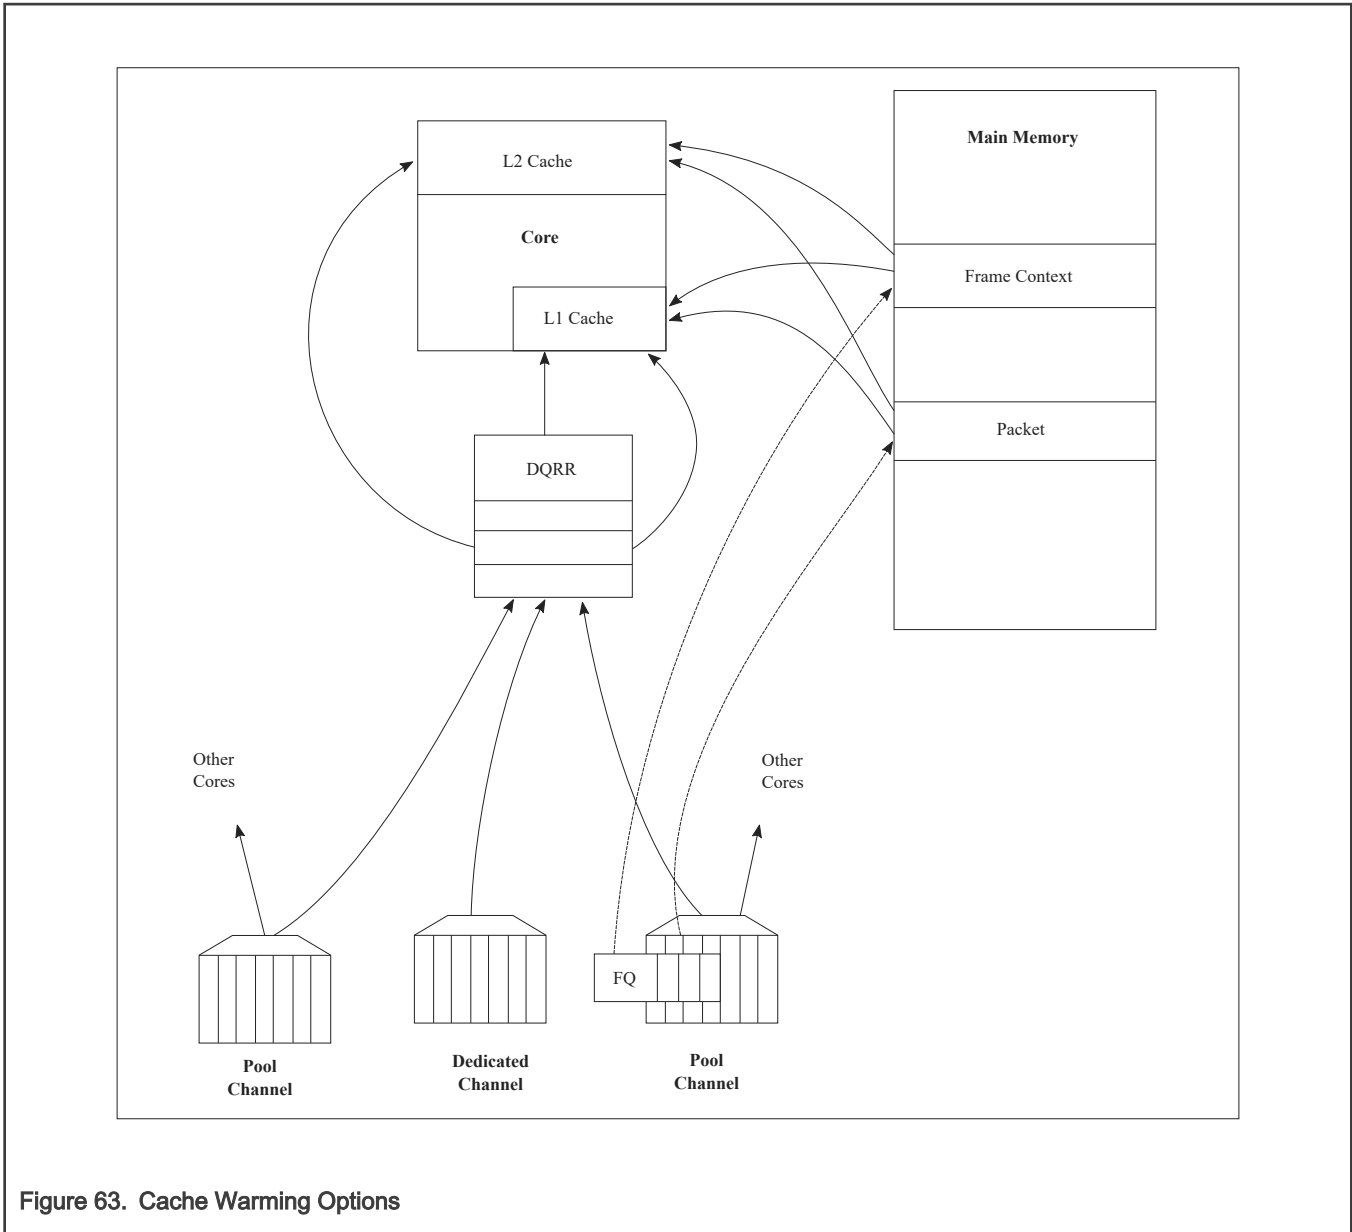 Main Memory
L2 Cache
Core
Frame Context
L1 Cache
Packet
DQRR
Other
Cores
Other
Cores
FQ
Pool
Channel
Dedicated
Channel
Pool
Channel
Figure 63. Cache Warming Options